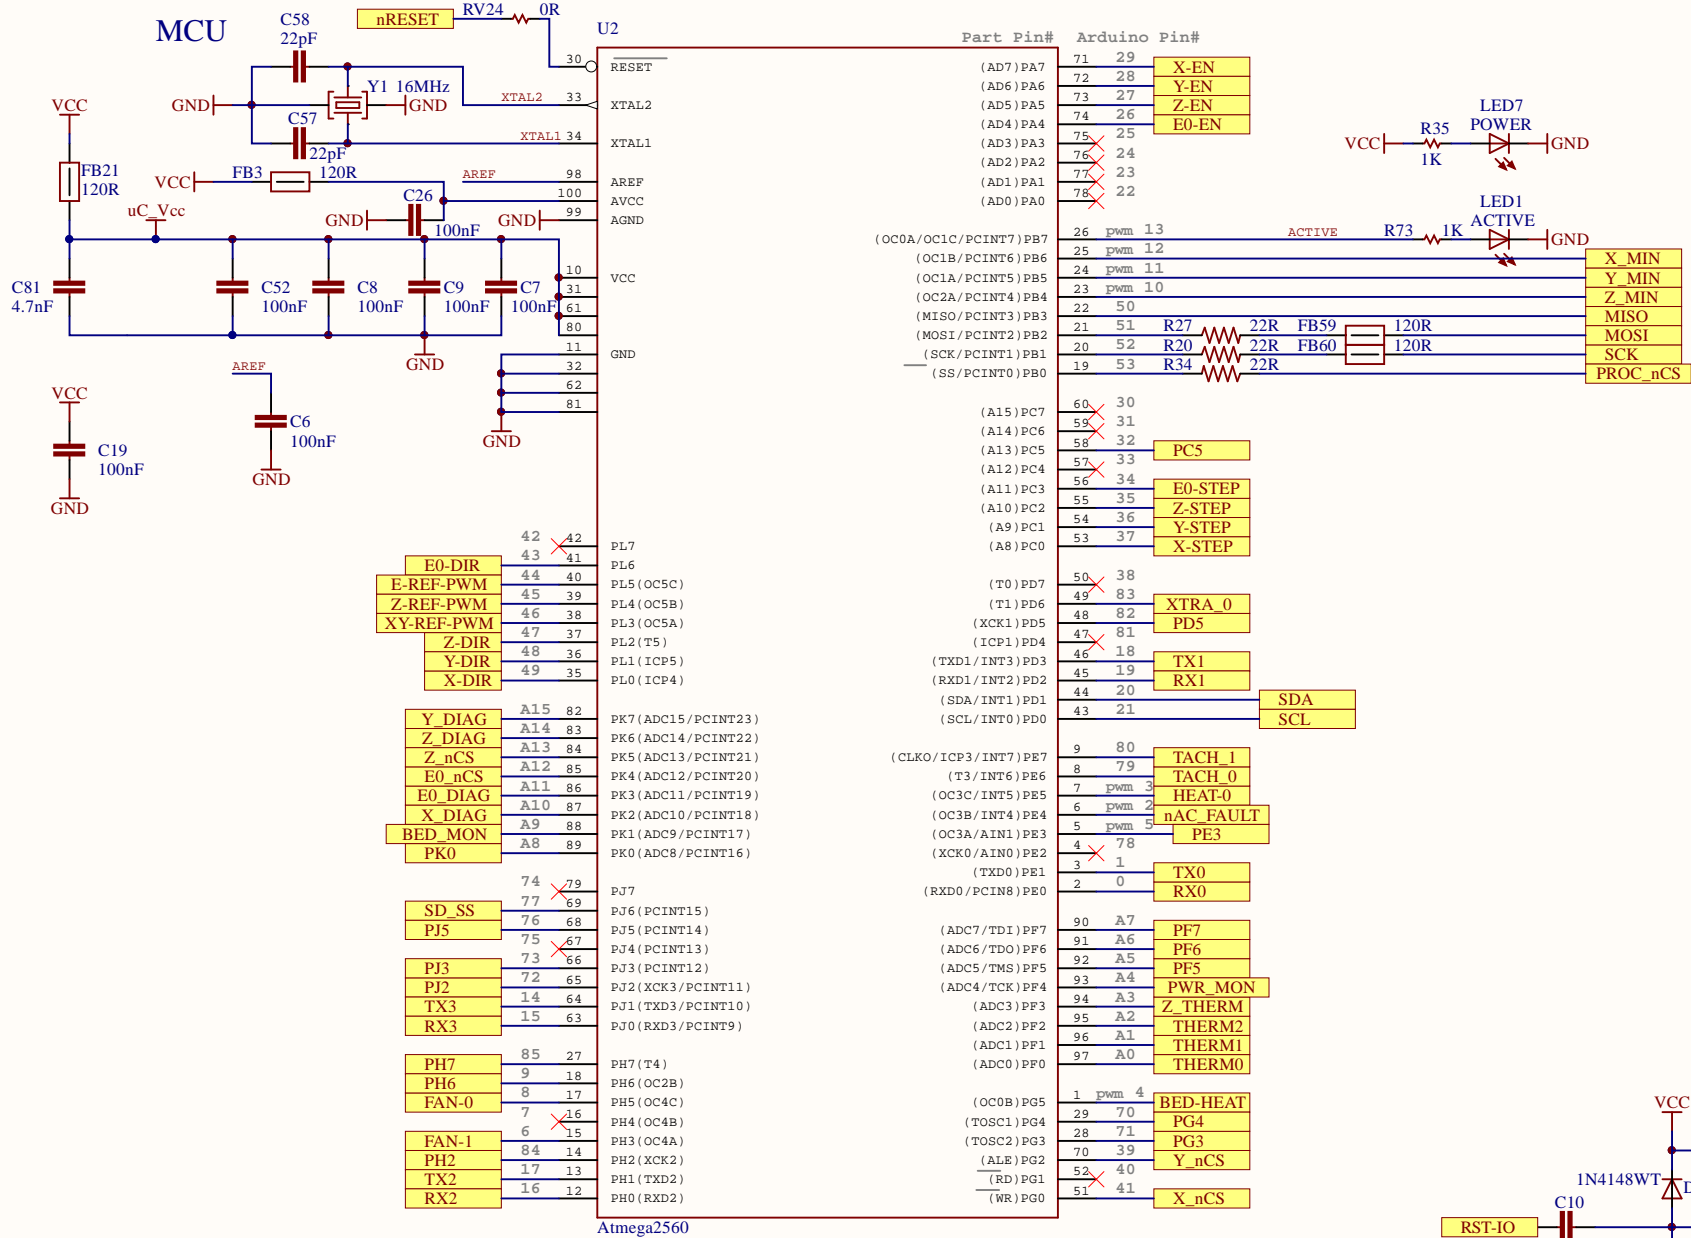 MCU
C58
22pF
nRESET
RV24 0R
U2
Part Pin# Arduino Pin#
30 RESET
Y1 16MHz
GND
GND
XTAL2
33 XTAL2
C57
22pF
XTAL1 34 XTAL1
VCC
FB21
120R
VCC FB3 120R
AREF 98 AREF
100 AVCC
C26
100nF
GND
GND 99 AGND
uC_Vcc
C81
4.7nF
C52
100nF
C8
100nF
C9
100nF
C7
100nF
10 VCC
31
61
80
GND
11 GND
32
62
81
GND
AREF
C6
100nF
GND
VCC
C19
100nF
GND
42 42 PL7
E0-DIR 43 41 PL6
E-REF-PWM 44 40 PL5(OC5C)
Z-REF-PWM 45 39 PL4(OC5B)
XY-REF-PWM 46 38 PL3(OC5A)
Z-DIR 47 37 PL2(T5)
Y-DIR 48 36 PL1(ICP5)
X-DIR 49 35 PL0(ICP4)
Y_DIAG A15 82 PK7(ADC15/PCINT23)
Z_DIAG A14 83 PK6(ADC14/PCINT22)
Z_nCS A13 84 PK5(ADC13/PCINT21)
E0_nCS A12 85 PK4(ADC12/PCINT20)
E0_DIAG A11 86 PK3(ADC11/PCINT19)
X_DIAG A10 87 PK2(ADC10/PCINT18)
BED_MON A9 88 PK1(ADC9/PCINT17)
PK0 A8 89 PK0(ADC8/PCINT16)
74 79 PJ7
SD_SS 77 69 PJ6(PCINT15)
PJ5 76 68 PJ5(PCINT14)
75 67 PJ4(PCINT13)
PJ3 73 66 PJ3(PCINT12)
PJ2 72 65 PJ2(XCK3/PCINT11)
TX3 14 64 PJ1(TXD3/PCINT10)
RX3 15 63 PJ0(RXD3/PCINT9)
PH7 85 27 PH7(T4)
PH6 9 18 PH6(OC2B)
FAN-0 8 17 PH5(OC4C)
7 16 PH4(OC4B)
FAN-1 6 15 PH3(OC4A)
PH2 84 14 PH2(XCK2)
TX2 17 13 PH1(TXD2)
RX2 16 12 PH0(RXD2)
Atmega2560
(AD7)PA7 71 29 X-EN
(AD6)PA6 72 28 Y-EN
(AD5)PA5 73 27 Z-EN
(AD4)PA4 74 26 E0-EN
(AD3)PA3 75 25
(AD2)PA2 76 24
(AD1)PA1 77 23
(AD0)PA0 78 22
(OC0A/OC1C/PCINT7)PB7 26 pwm 13 ACTIVE R73 1K
(OC1B/PCINT6)PB6 25 pwm 12 X_MIN
(OC1A/PCINT5)PB5 24 pwm 11 Y_MIN
(OC2A/PCINT4)PB4 23 pwm 10 Z_MIN
(MISO/PCINT3)PB3 22 50 MISO
(MOSI/PCINT2)PB2 21 51 R27 22R FB59 120R MOSI
(SCK/PCINT1)PB1 20 52 R20 22R FB60 120R SCK
(SS/PCINT0)PB0 19 53 R34 22R PROC_nCS
(A15)PC7 60 30
(A14)PC6 59 31
(A13)PC5 58 32 PC5
(A12)PC4 57 33
(A11)PC3 56 34 E0-STEP
(A10)PC2 55 35 Z-STEP
(A9)PC1 54 36 Y-STEP
(A8)PC0 53 37 X-STEP
(T0)PD7 50 38
(T1)PD6 49 83 XTRA_0
(XCK1)PD5 48 82 PD5
(ICP1)PD4 47 81
(TXD1/INT3)PD3 46 18 TX1
(RXD1/INT2)PD2 45 19 RX1
(SDA/INT1)PD1 44 20 SDA
(SCL/INT0)PD0 43 21 SCL
(CLKO/ICP3/INT7)PE7 9 80 TACH_1
(T3/INT6)PE6 8 79 TACH_0
(OC3C/INT5)PE5 7 pwm 3 HEAT-0
(OC3B/INT4)PE4 6 pwm 2 nAC_FAULT
(OC3A/AIN1)PE3 5 pwm 5 PE3
(XCK0/AIN0)PE2 4 78
(TXD0)PE1 3 1 TX0
(RXD0/PCIN8)PE0 2 0 RX0
(ADC7/TDI)PF7 90 A7 PF7
(ADC6/TDO)PF6 91 A6 PF6
(ADC5/TMS)PF5 92 A5 PF5
(ADC4/TCK)PF4 93 A4 PWR_MON
(ADC3)PF3 94 A3 Z_THERM
(ADC2)PF2 95 A2 THERM2
(ADC1)PF1 96 A1 THERM1
(ADC0)PF0 97 A0 THERM0
(OC0B)PG5 1 pwm 4 BED-HEAT
(TOSC1)PG4 29 70 PG4
(TOSC2)PG3 28 71 PG3
(ALE)PG2 70 39 Y_nCS
(RD)PG1 52 40
(WR)PG0 51 41 X_nCS
LED7
POWER
VCC R35 GND
1K
LED1
ACTIVE
GND
VCC
1N4148WT D
C10
RST-IO